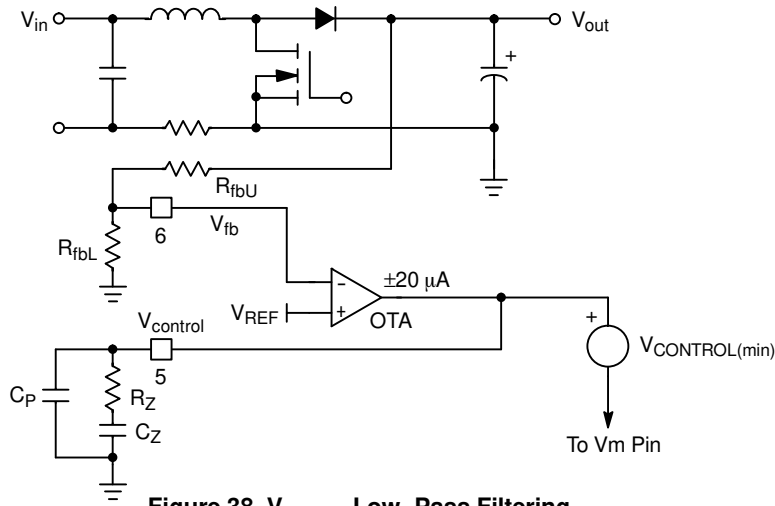 Vin
Vout
+
RfbU
6
Vfb
RfbL
-
±20 μA
VREF
+
OTA
+
VCONTROL(min)
Vcontrol
5
CP
RZ
CZ
To Vm Pin
Figure 38. V Low-Pass Filtering